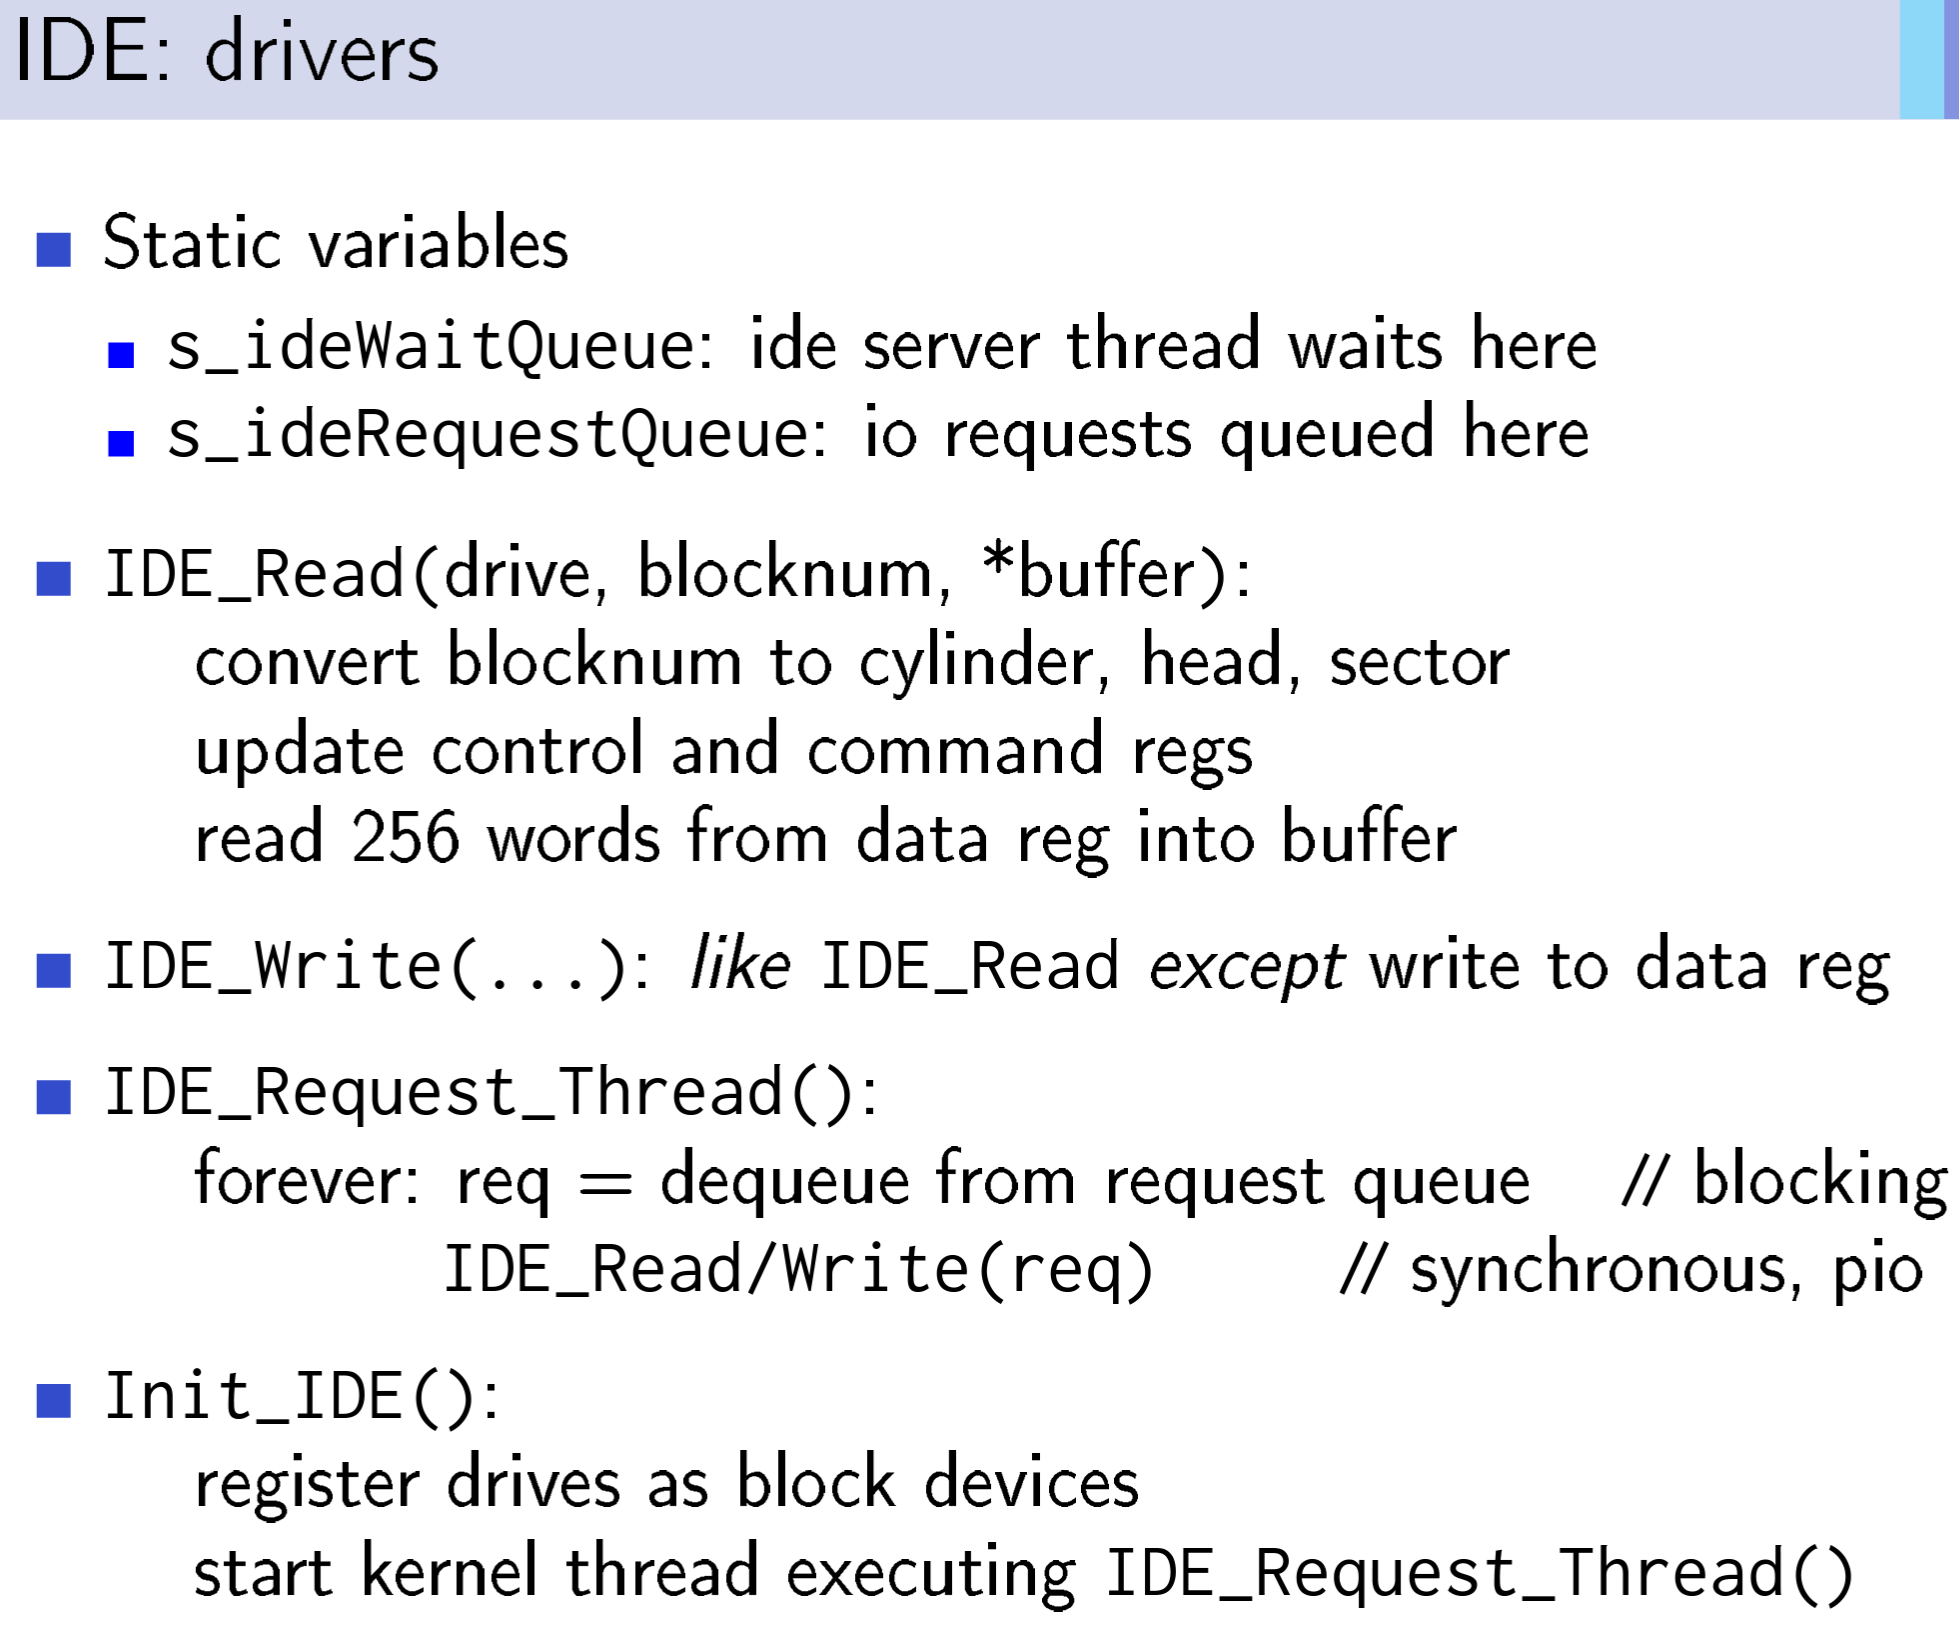 IDE: drivers
Static variables
s_ideWaitQueue: ide server thread waits here
s_ideRequestQueue: io requests queued here
IDE_Read(drive, blocknum, *buffer):
convert blocknum to cylinder, head, sector
update control and command regs
read 256 words from data reg into buffer
IDE_Write(...): like IDE_Read except write to data reg
IDE_Request_Thread():
forever: req = dequeue from request queue // blocking
IDE_Read/Write(req) // synchronous, pio
Init_IDE():
register drives as block devices
start kernel thread executing IDE_Request_Thread()